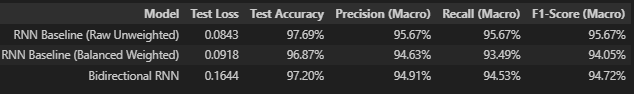 Model Test Loss Test Accuracy Precision (Macro) Recall (Macro) F1-Score (Macro)
RNN Baseline (Raw Unweighted) 0.0843 97.69% 95.67% 95.67% 95.67%
RNN Baseline (Balanced Weighted) 0.0918 96.87% 94.63% 93.49% 94.05%
Bidirectional RNN 0.1644 97.20% 94.91% 94.53% 94.72%